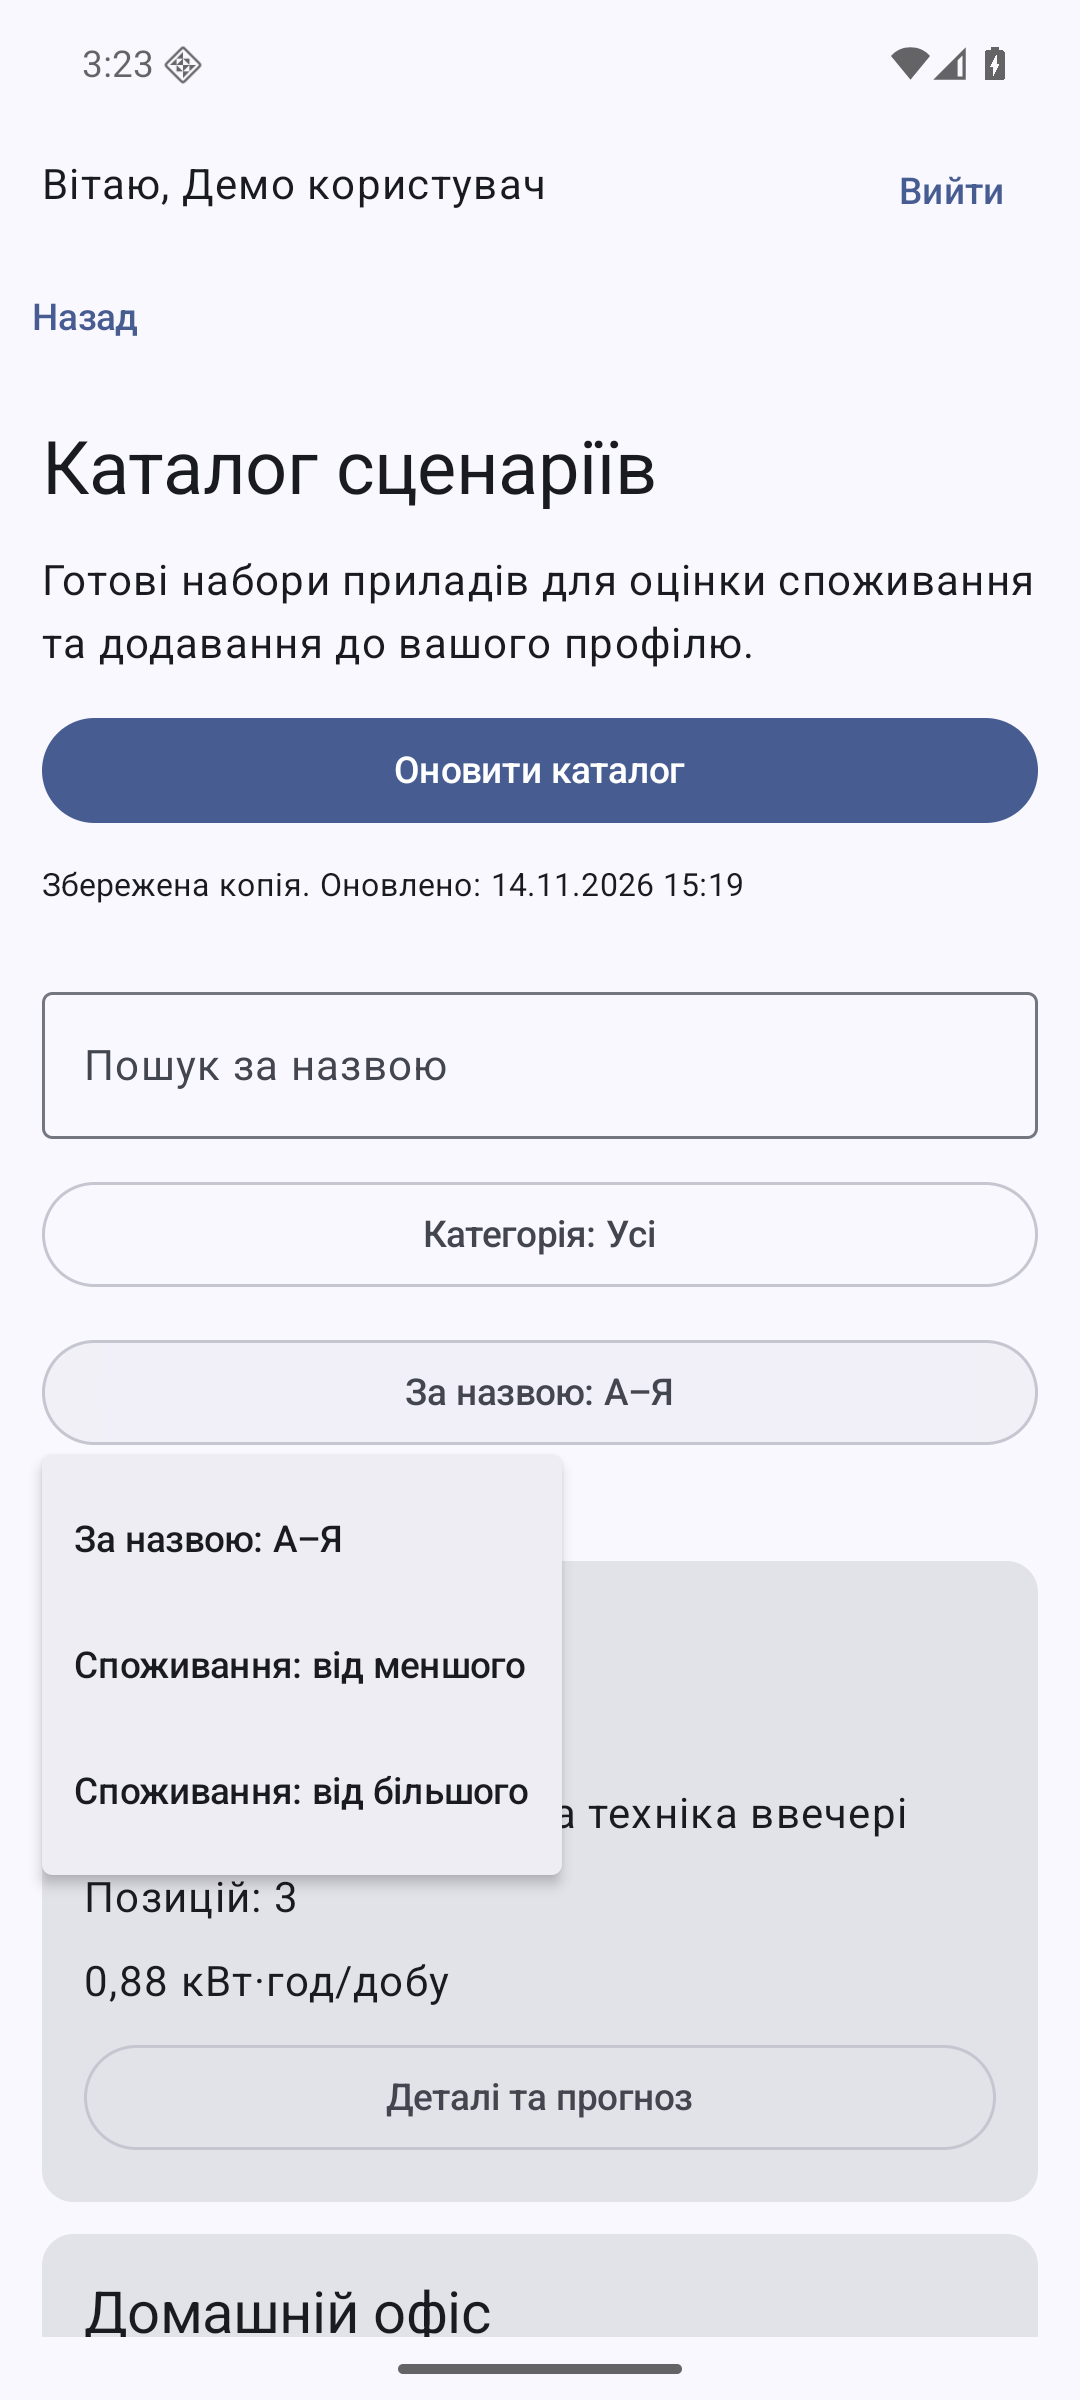 3:23
Вітаю, Демо користувач
Вийти
Назад
Каталог сценаріїв
Готові набори приладів для оцінки споживання
та додавання до вашого профілю.
Оновити каталог
Збережена копія. Оновлено: 14.11.2026 15:19
Пошук за назвою
Категорія: Усі
За назвою: А–Я
За назвою: А–Я
Споживання: від меншого
Споживання: від більшого
техніка ввечері
Позицій: 3
0,88 кВт·год/добу
Деталі та прогноз
Домашній офіс